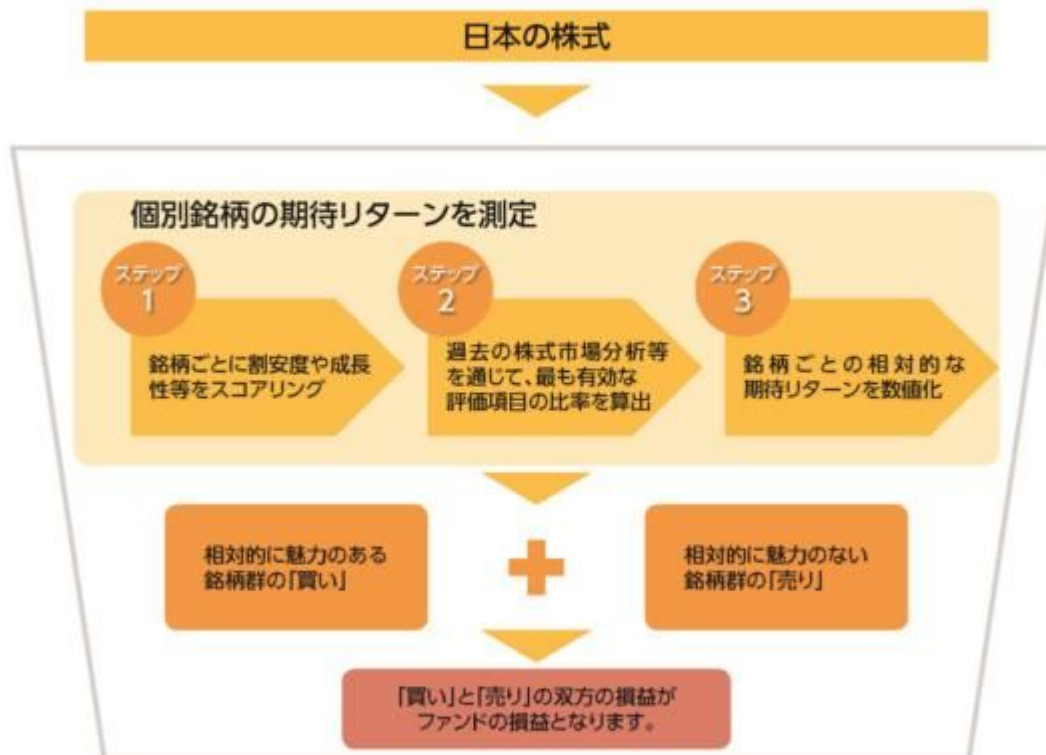 日本の株式
個別銘柄の期待リターンを測定
ステップ
1
銘柄ごとに割安度や成長
性等をスコアリング
ステップ
2
過去の株式市場分析等
を通じて、最も有効な
評価項目の比率を算出
ステップ
3
銘柄ごとの相対的な
期待リターンを数値化
相対的に魅力のある
銘柄群の｢買い｣
相対的に魅力のない
銘柄群の｢売り｣
｢買い｣と｢売り｣の双方の損益が
ファンドの損益となります。